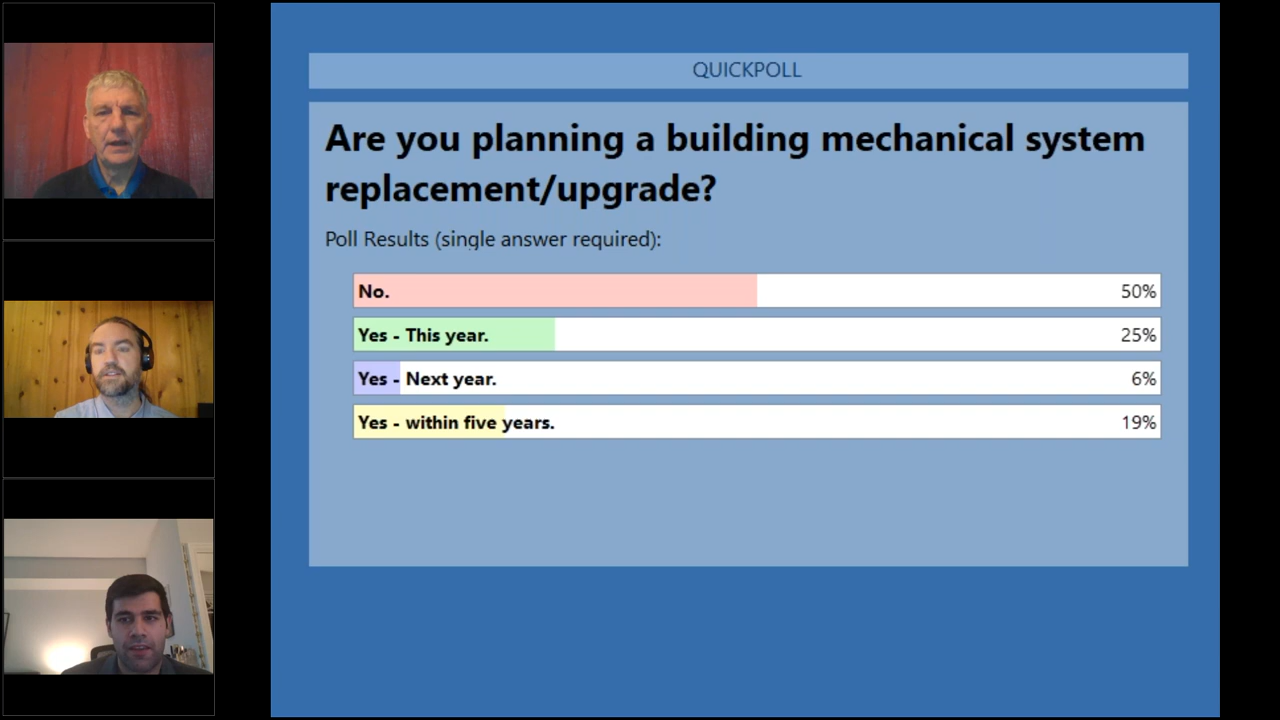 QUICKPOLL
Are you planning a building mechanical system
replacement/upgrade?
Poll Results (single answer required):
No. 50%
Yes - This year. 25%
Yes - Next year. 6%
Yes - within five years. 19%